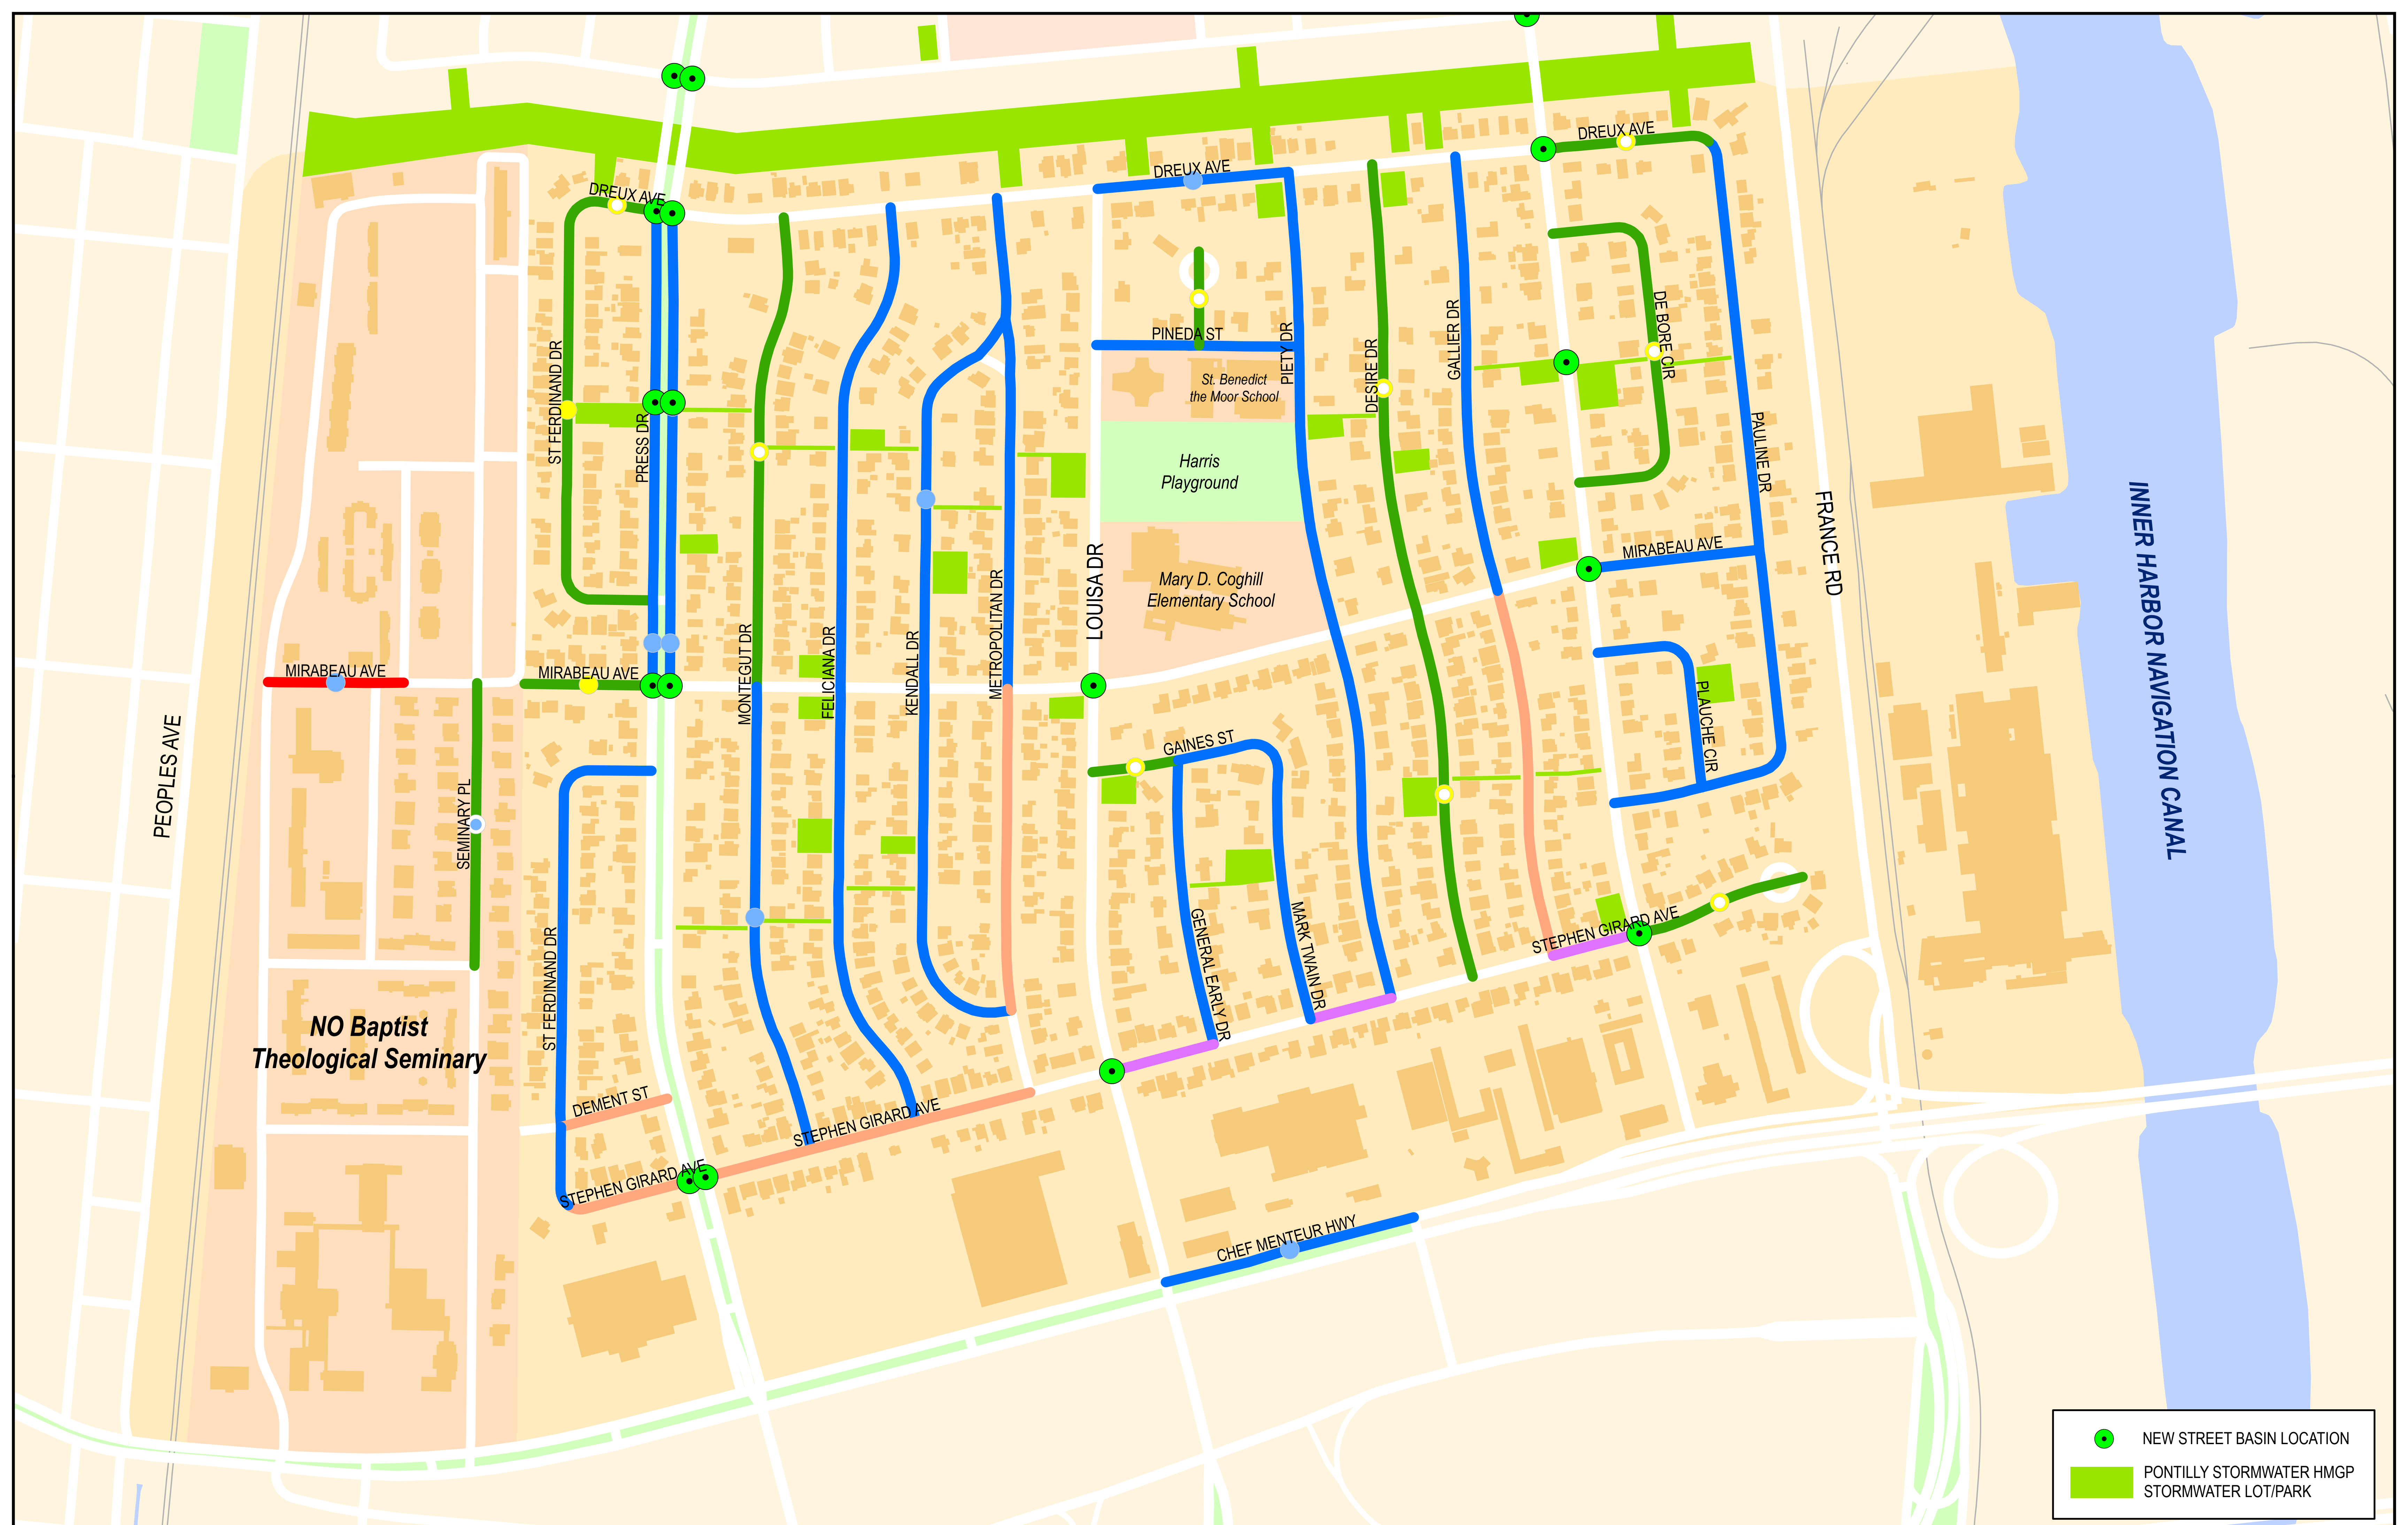 DREUX AVE
DREUX AVE
DREUX AVE
ST FERDINAND DR
PRESS DR
PINEDA ST
PIETY DR
DESIRE DR
GALLIER DR
DE BORE CIR
PAULINE DR
St. Benedict
the Moor School
Harris
Playground
Mary D. Coghill
Elementary School
LOUISA DR
FRANCE RD
INNER HARBOR NAVIGATION CANAL
MIRABEAU AVE
MIRABEAU AVE
MIRABEAU AVE
PEOPLES AVE
SEMINARY PL
MONTEGUT DR
FELICIANA DR
KENDALL DR
METROPOLITAN DR
GAINES ST
PLAUCHE CIR
GENERAL EARLY DR
MARK TWAIN DR
STEPHEN GIRARD AVE
ST FERDINAND DR
NO Baptist
Theological Seminary
DEMENT ST
STEPHEN GIRARD AVE
STEPHEN GIRARD AVE
CHEF MENTEUR HWY
NEW STREET BASIN LOCATION
PONTILLY STORMWATER HMGP
STORMWATER LOT/PARK